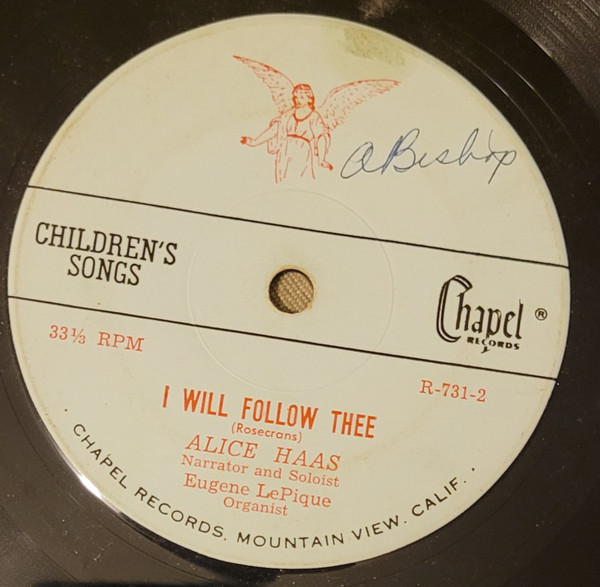 A Bishop
CHILDREN'S
SONGS
Chapel ®
RECORDS
33⅓ RPM
R-731-2
I WILL FOLLOW THEE
(Rosecrans)
ALICE HAAS
Narrator and Soloist
Eugene LePique
Organist
· CHAPEL RECORDS. MOUNTAIN VIEW. CALIF. ·